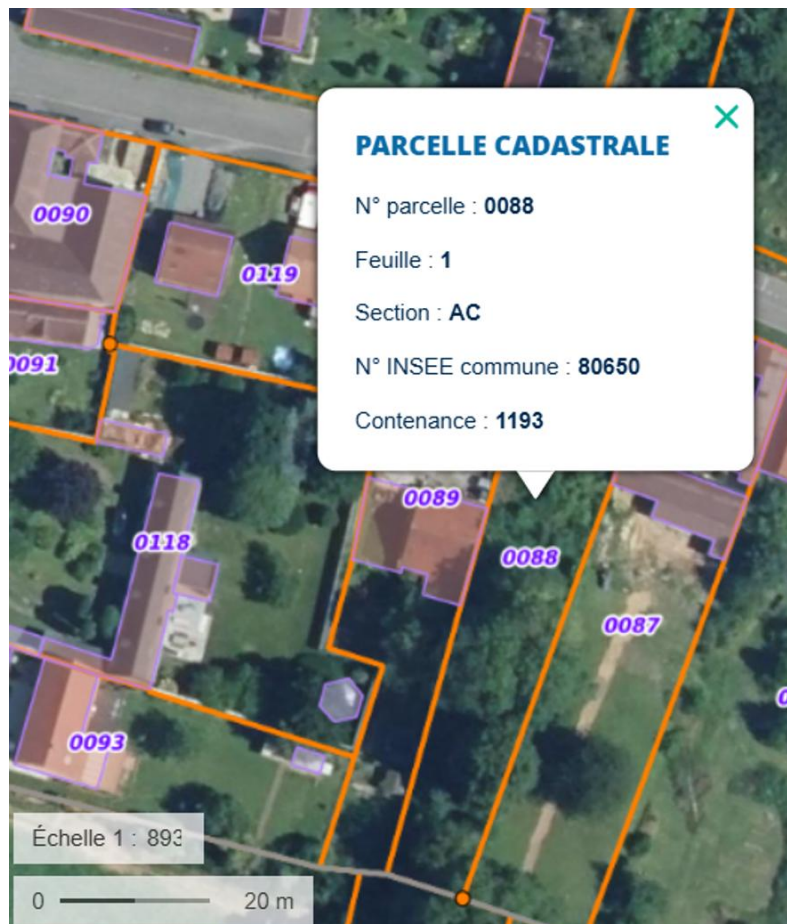 PARCELLE CADASTRALE
N° parcelle : 0088
Feuille : 1
Section : AC
N° INSEE commune : 80650
Contenance : 1193
0090
0119
0091
0089
0118
0088
0087
0093
Échelle 1 : 893
0 20 m